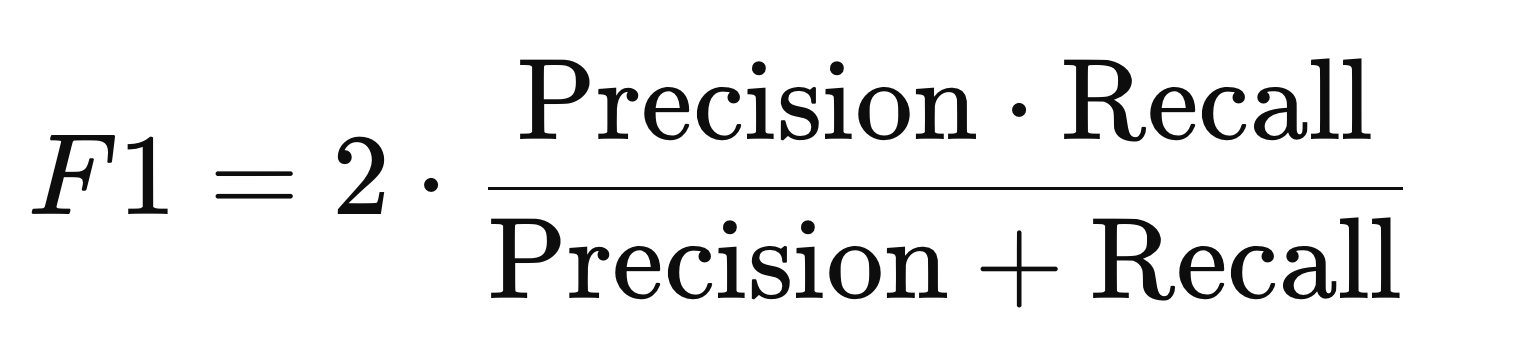 F1 = 2 · (Precision · Recall) / (Precision + Recall)